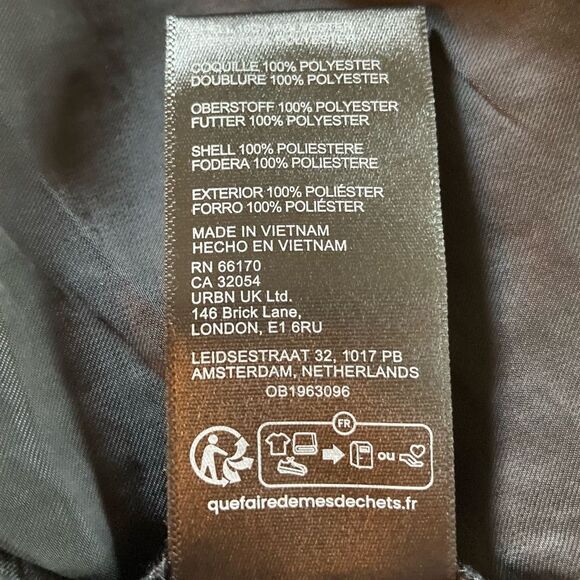 COQUILLE 100% POLYESTER
DOUBLURE 100% POLYESTER
OBERSTOFF 100% POLYESTER
FUTTER 100% POLYESTER
SHELL 100% POLIESTERE
FODERA 100% POLIESTERE
EXTERIOR 100% POLIÉSTER
FORRO 100% POLIÉSTER
MADE IN VIETNAM
HECHO EN VIETNAM
RN 66170
CA 32054
URBN UK Ltd.
146 Brick Lane,
LONDON, E1 6RU
LEIDSESTRAAT 32, 1017 PB
AMSTERDAM, NETHERLANDS
OB1963096
FR
ou
quefairedemesdechets.fr